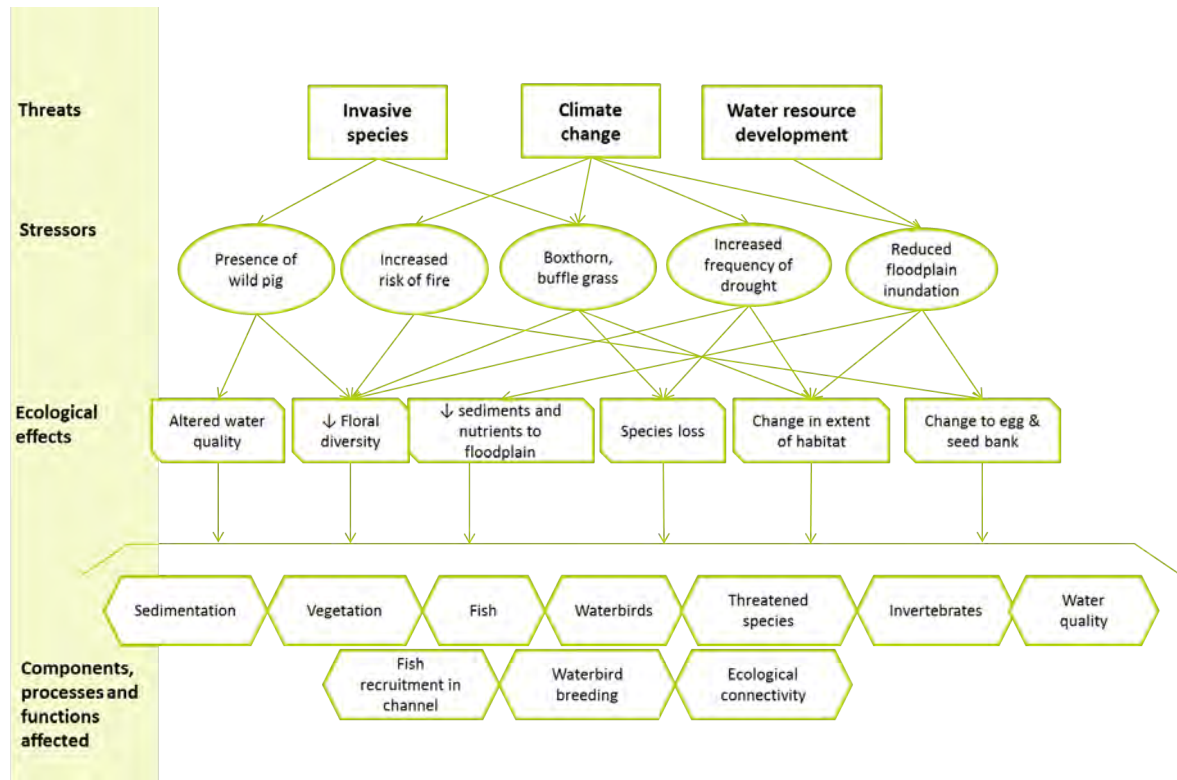 Threats
Invasive
species
Climate
change
Water resource
development
Stressors
Presence of
wild pig
Increased
risk of fire
Boxthorn,
buffle grass
Increased
frequency of
drought
Reduced
floodplain
inundation
Ecological
effects
Altered water
quality
↓ Floral
diversity
↓ sediments and
nutrients to
floodplain
Species loss
Change in extent
of habitat
Change to egg &
seed bank
Sedimentation
Vegetation
Fish
Waterbirds
Threatened
species
Invertebrates
Water
quality
Components,
processes and
functions
affected
Fish
recruitment in
channel
Waterbird
breeding
Ecological
connectivity